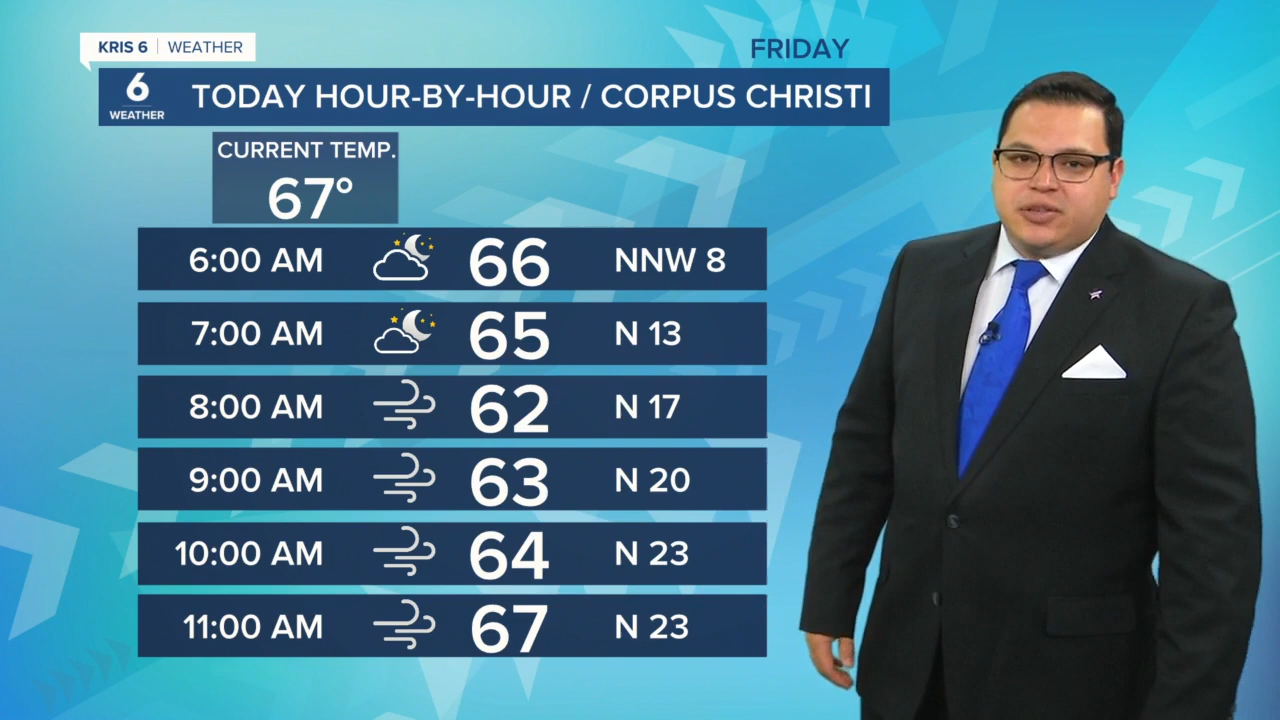 KRIS 6 | WEATHER
FRIDAY
6
WEATHER
TODAY HOUR-BY-HOUR / CORPUS CHRISTI
CURRENT TEMP.
67°
6:00 AM 66 NNW 8
7:00 AM 65 N 13
8:00 AM 62 N 17
9:00 AM 63 N 20
10:00 AM 64 N 23
11:00 AM 67 N 23